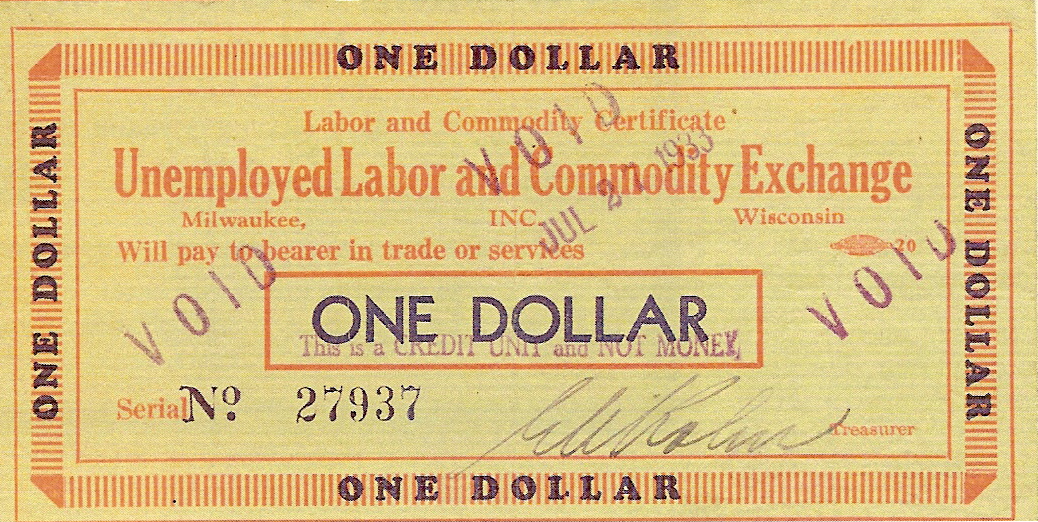 ONE DOLLAR
Labor and Commodity Certificate
Unemployed Labor and Commodity Exchange
Milwaukee, INC. Wisconsin
Will pay to bearer in trade or services
20
ONE DOLLAR
This is a CREDIT UNIT and NOT MONEY
Serial No. 27937
Treasurer
ONE DOLLAR
ONE DOLLAR
ONE DOLLAR
VOID
JUL 1933
VOID
VOID